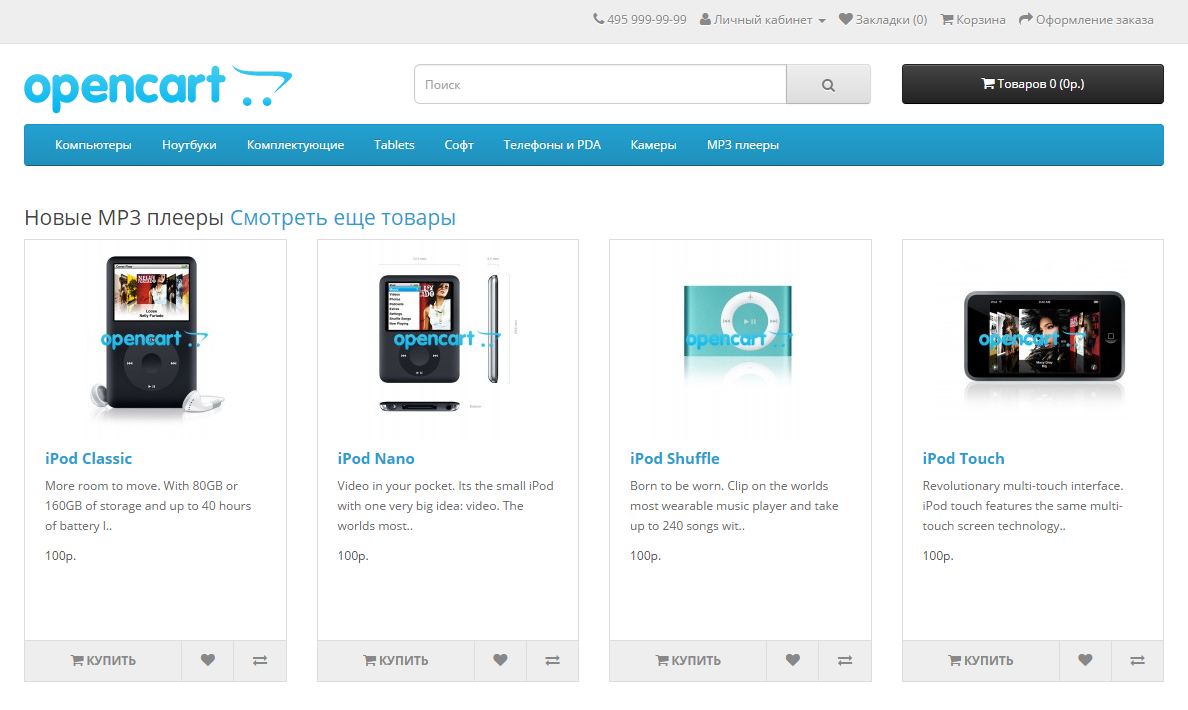 495 999-99-99 Личный кабинет Закладки (0) Корзина Оформление заказа
opencart
Поиск
Товаров 0 (0р.)
Компьютеры Ноутбуки Комплектующие Tablets Софт Телефоны и PDA Камеры MP3 плееры
Новые MP3 плееры Смотреть еще товары
opencart
opencart
opencart
opencart
iPod Classic
More room to move. With 80GB or
160GB of storage and up to 40 hours
of battery l..
100р.
КУПИТЬ
iPod Nano
Video in your pocket. Its the small iPod
with one very big idea: video. The
worlds most..
100р.
КУПИТЬ
iPod Shuffle
Born to be worn. Clip on the worlds
most wearable music player and take
up to 240 songs wit..
100р.
КУПИТЬ
iPod Touch
Revolutionary multi-touch interface.
iPod touch features the same multi-
touch screen technology..
100р.
КУПИТЬ